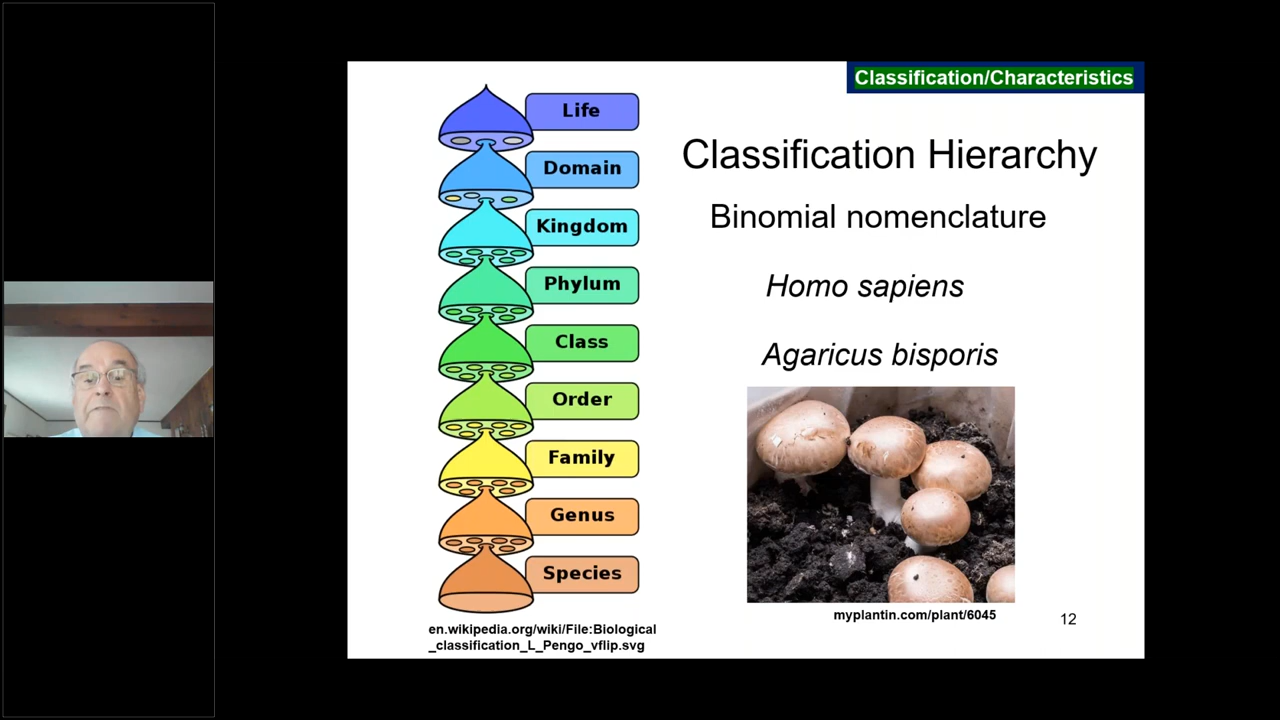 Classification/Characteristics
Life
Domain
Kingdom
Phylum
Class
Order
Family
Genus
Species
en.wikipedia.org/wiki/File:Biological
_classification_L_Pengo_vflip.svg
Classification Hierarchy
Binomial nomenclature
Homo sapiens
Agaricus bisporis
myplantin.com/plant/6045
12